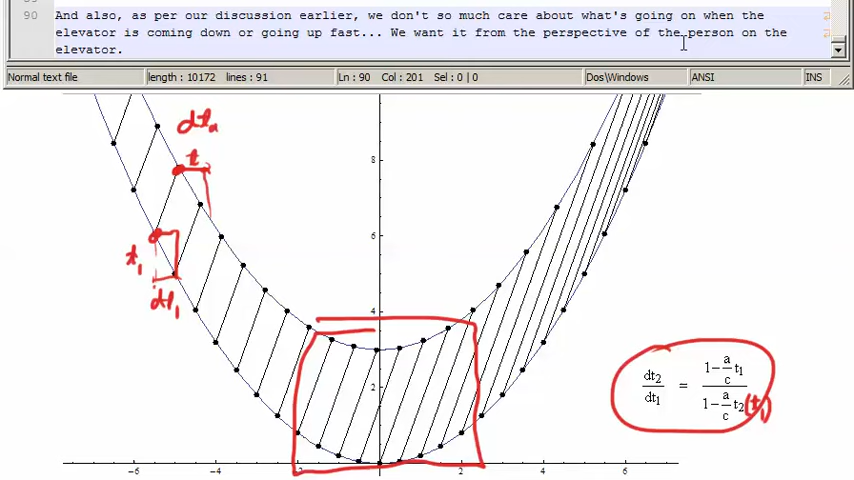 90 And also, as per our discussion earlier, we don't so much care about what's going on when the
elevator is coming down or going up fast... We want it from the perspective of the person on the
elevator.
Normal text file length : 10172 lines : 91 Ln : 90 Col : 201 Sel : 0 | 0 Dos\Windows ANSI INS
8
t
6
t1
dt1
4
2
dt2 / dt1 = (1 - a/c t1) / (1 - a/c t2 (t1))
-6 -4 2 4 6